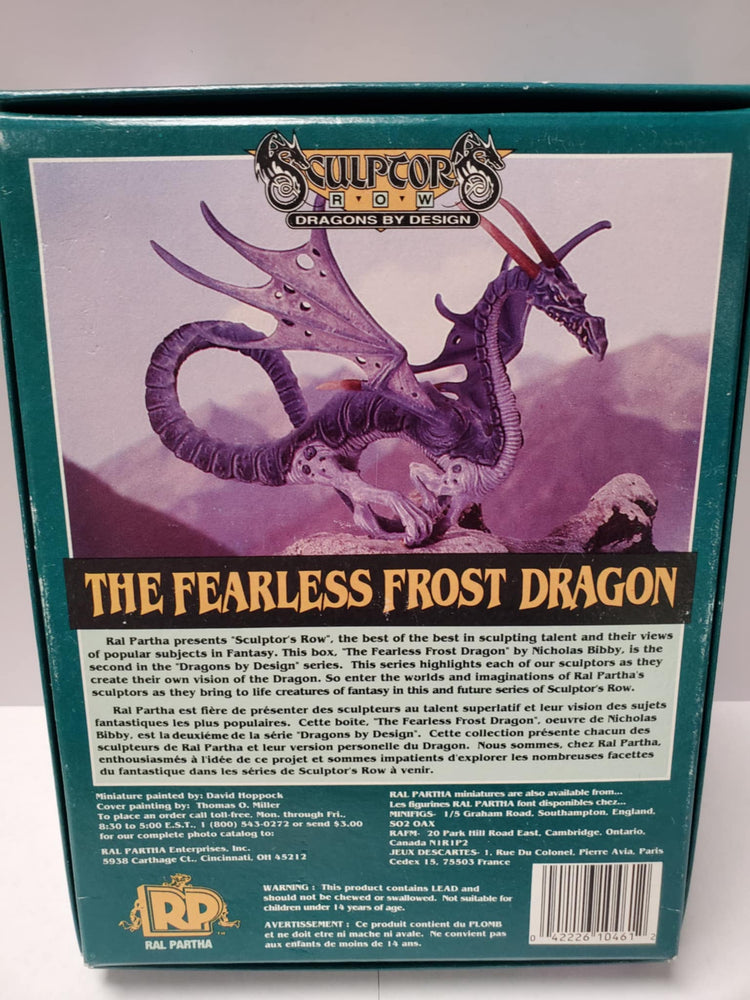 SCULPTORS
ROW
DRAGONS BY DESIGN
THE FEARLESS FROST DRAGON
Ral Partha presents "Sculptor's Row", the best of the best in sculpting talent and their views
of popular subjects in Fantasy. This box, "The Fearless Frost Dragon" by Nicholas Bibby, is the
second in the "Dragons by Design" series. This series highlights each of our sculptors as they
create their own vision of the Dragon. So enter the worlds and imaginations of Ral Partha's
sculptors as they bring to life creatures of fantasy in this and future series of Sculptor's Row.
Ral Partha est fière de présenter des sculpteurs au talent superlatif et leur vision des sujets
fantastiques les plus populaires. Cette boite, "The Fearless Frost Dragon", oeuvre de Nicholas
Bibby, est la deuxiéme de la série "Dragons by Design". Cette collection présente chacun des
sculpteurs de Ral Partha et leur version personelle du Dragon. Nous sommes, chez Ral Partha,
enthousiasmés à l'idée de ce projet et sommes impatients d'explorer les nombreuses facettes
du fantastique dans les séries de Sculptor's Row à venir.
Miniature painted by: David Hoppock
Cover painting by: Thomas O. Miller
To place an order call toll-free, Mon. through Fri..
8:30 to 5:00 E.S.T., 1 (800) 543-0272 or send $3.00
for our complete photo catalog to:
RAL PARTHA Enterprises, Inc.
5938 Carthage Ct., Cincinnati, OH 45212
RAL PARTHA miniatures are also available from...
Les figurines RAL PARTHA font disponibles chez...
MINIFIGS- 1/5 Graham Road, Southampton, England,
SO2 OAX
RAFM- 20 Park Hill Road East, Cambridge, Ontario,
Canada N1R1P2
JEUX DESCARTES- 1, Rue Du Colonel, Pierre Avia, Paris
Cedex 15, 75503 France
RP
RAL PARTHA
WARNING : This product contains LEAD and
should not be chewed or swallowed. Not suitable for
children under 14 years of age.
AVERTISSEMENT : Ce produit contient du PLOMB
et ne doit etre ni mache ni avale. Ne convient pas
aux enfants de moins de 14 ans.
0 42226 10461 2